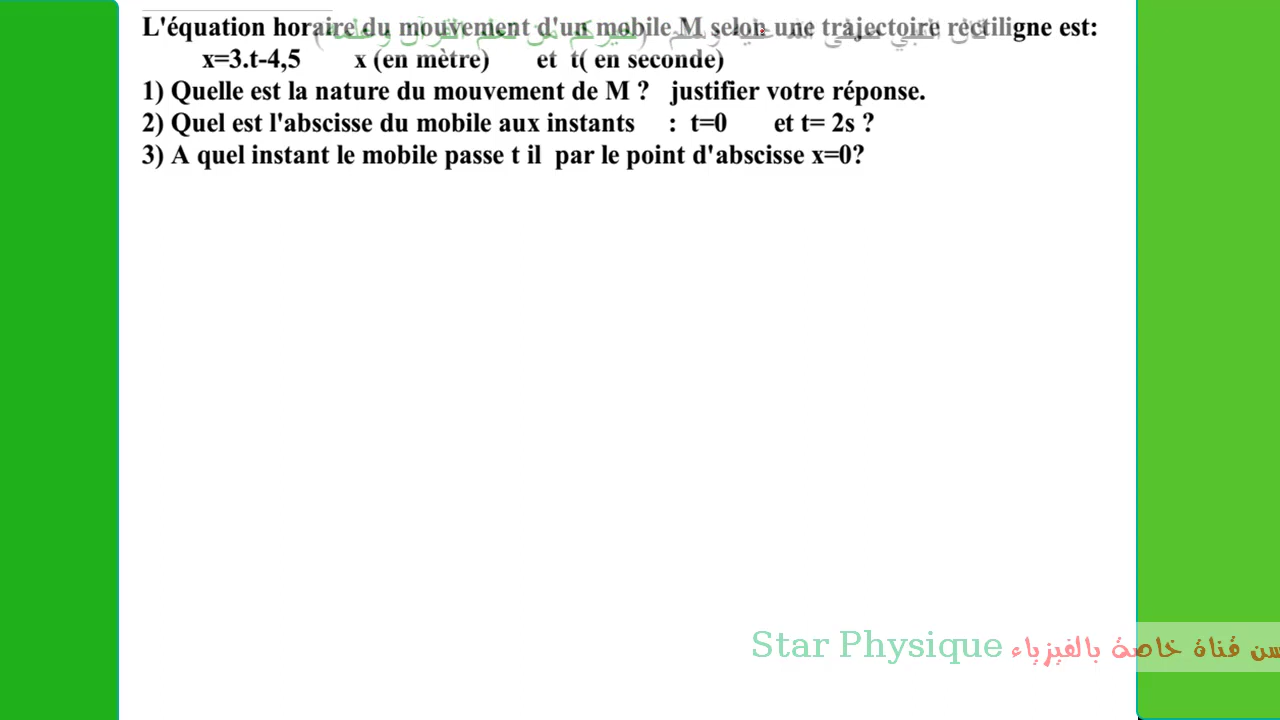 L'équation horaire du mouvement d'un mobile M selon une trajectoire rectiligne est:
x=3.t-4,5 x (en mètre) et t( en seconde)
1) Quelle est la nature du mouvement de M ? justifier votre réponse.
2) Quel est l'abscisse du mobile aux instants : t=0 et t= 2s ?
3) A quel instant le mobile passe t il par le point d'abscisse x=0?
Star Physique قناة خاصة بالفيزياء